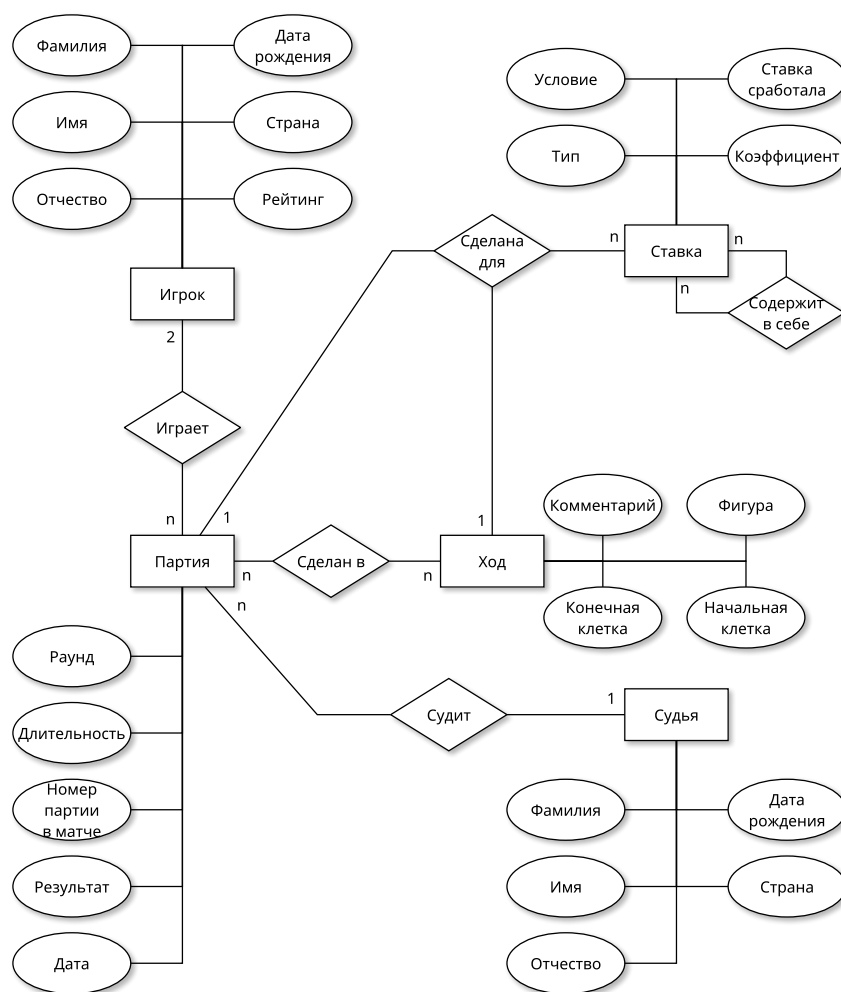 Фамилия
Дата
рождения
Имя
Страна
Отчество
Рейтинг
Условие
Ставка
сработала
Тип
Коэффициент
Сделана
для
n
Ставка
n
n
Содержит
в себе
Игрок
2
Играет
n
1
1
Партия
n
Сделан в
n
Ход
Комментарий
Фигура
Конечная
клетка
Начальная
клетка
n
Раунд
Длительность
Номер
партии
в матче
Результат
Дата
Судит
1
Судья
Фамилия
Дата
рождения
Имя
Страна
Отчество